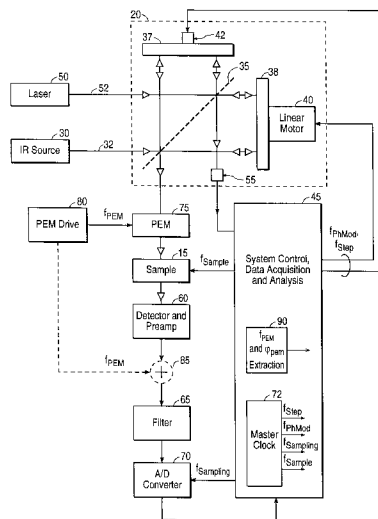 20
37
42
35
38
50
Laser
52
40
Linear
Motor
30
IR Source
32
55
80
PEM Drive
fPEM
75
PEM
45
System Control,
Data Acquisition
and Analysis
fPhMod,
fStep
15
Sample
fSample
60
Detector and
Preamp
90
fPEM
and φpem
Extraction
fPEM
85
72
Master
Clock
fStep
fPhMod
fSampling
fSample
65
Filter
70
A/D
Converter
fSampling